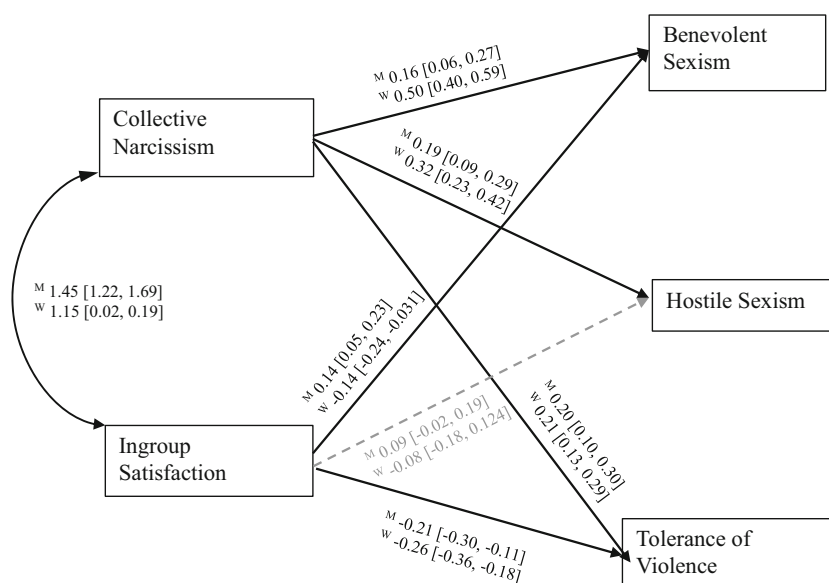 Benevolent
Sexism
M 0.16 [0.06, 0.27]
W 0.50 [0.40, 0.59]
Collective
Narcissism
M 0.19 [0.09, 0.29]
W 0.32 [0.23, 0.42]
M 1.45 [1.22, 1.69]
W 1.15 [0.02, 0.19]
Hostile Sexism
M 0.14 [0.05, 0.23]
W -0.14 [-0.24, -0.031]
M 0.09 [-0.02, 0.19]
W -0.08 [-0.18, 0.124]
M 0.20 [0.10, 0.30]
W 0.21 [0.13, 0.29]
Ingroup
Satisfaction
M -0.21 [-0.30, -0.11]
W -0.26 [-0.36, -0.18]
Tolerance of
Violence